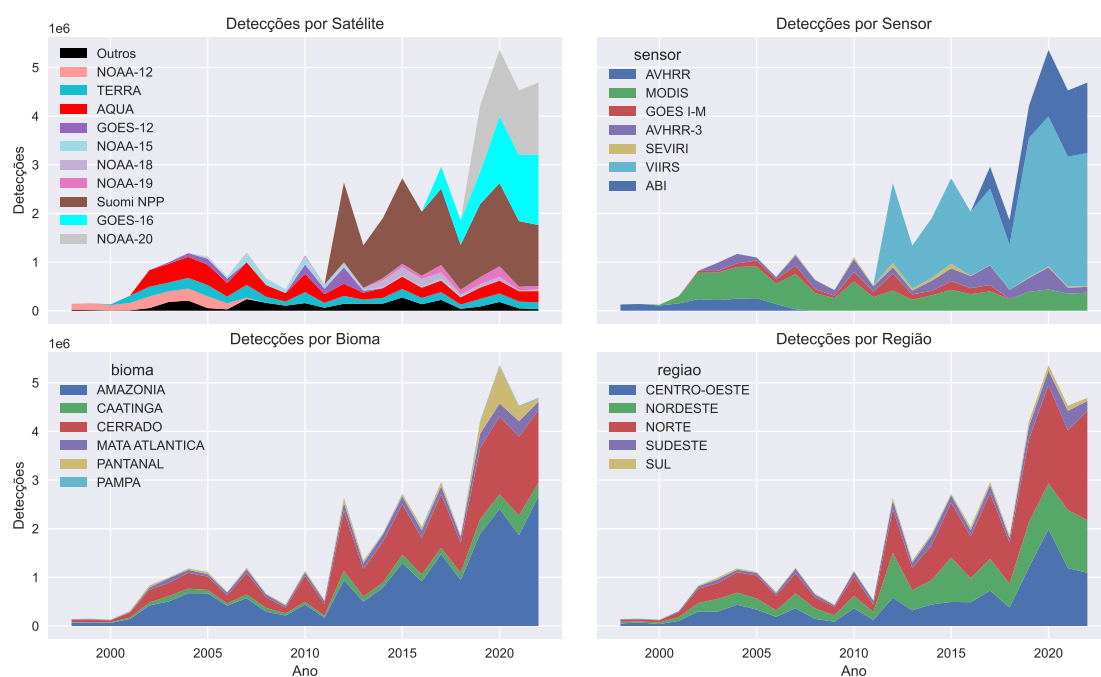 Detecções por Satélite
1e6
Detecções
5
4
3
2
1
0
Outros
NOAA-12
TERRA
AQUA
GOES-12
NOAA-15
NOAA-18
NOAA-19
Suomi NPP
GOES-16
NOAA-20
Detecções por Sensor
sensor
AVHRR
MODIS
GOES I-M
AVHRR-3
SEVIRI
VIIRS
ABI
Detecções por Bioma
1e6
Detecções
5
4
3
2
1
0
bioma
AMAZONIA
CAATINGA
CERRADO
MATA ATLANTICA
PANTANAL
PAMPA
2000 2005 2010 2015 2020
Ano
Detecções por Região
regiao
CENTRO-OESTE
NORDESTE
NORTE
SUDESTE
SUL
2000 2005 2010 2015 2020
Ano